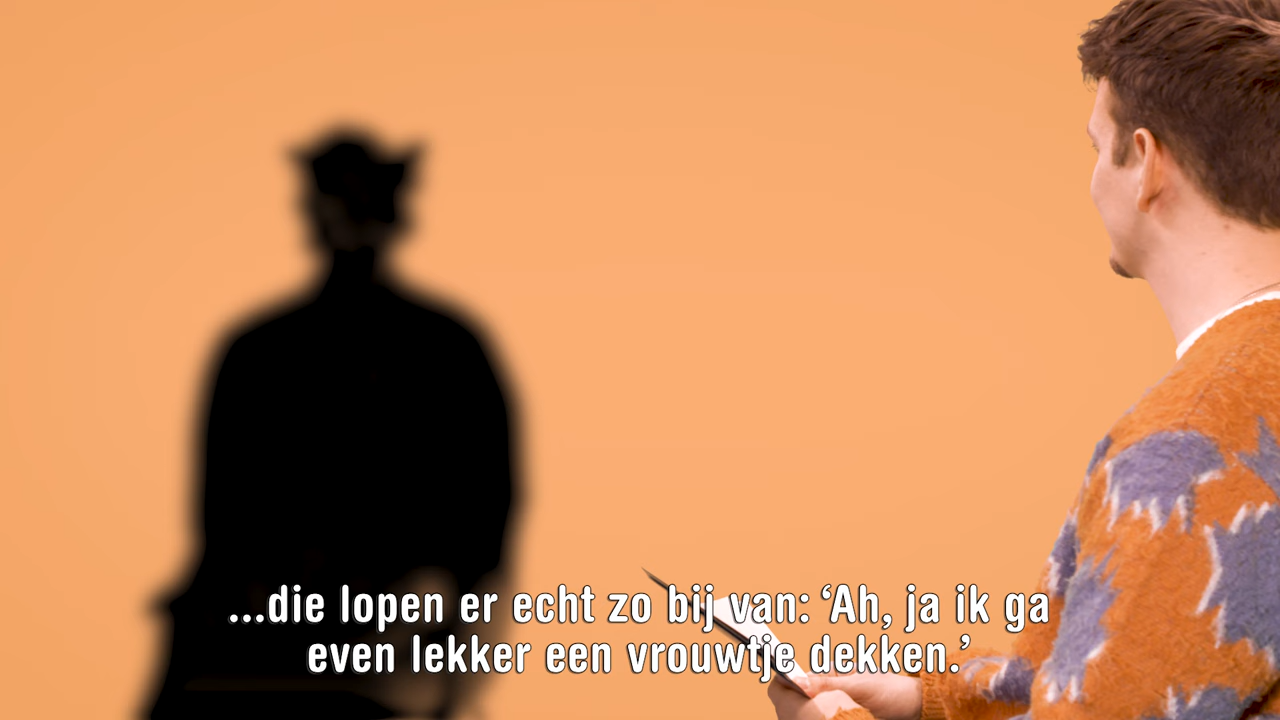 ...die lopen er echt zo bij van: ‘Ah, ja ik ga
even lekker een vrouwtje dekken.’